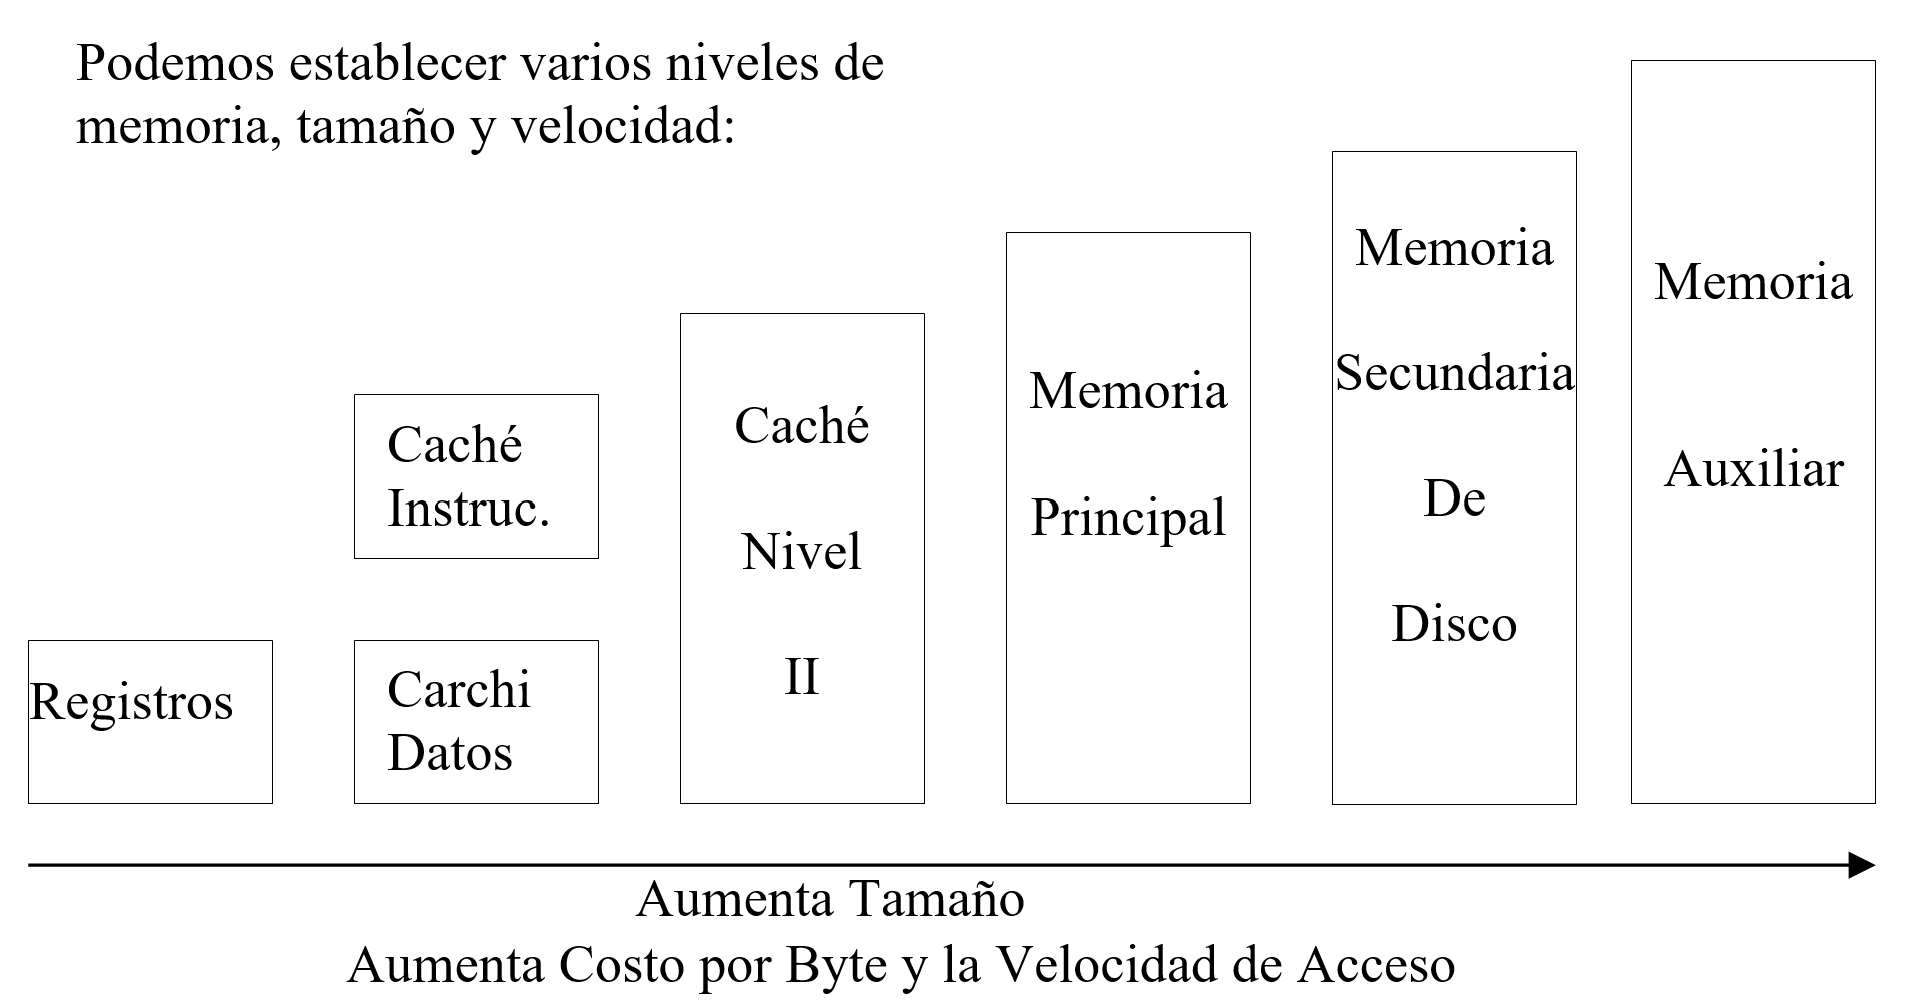 Podemos establecer varios niveles de
memoria, tamaño y velocidad:
Registros
Caché
Instruc.
Carchi
Datos
Caché
Nivel
II
Memoria
Principal
Memoria
Secundaria
De
Disco
Memoria
Auxiliar
Aumenta Tamaño
Aumenta Costo por Byte y la Velocidad de Acceso